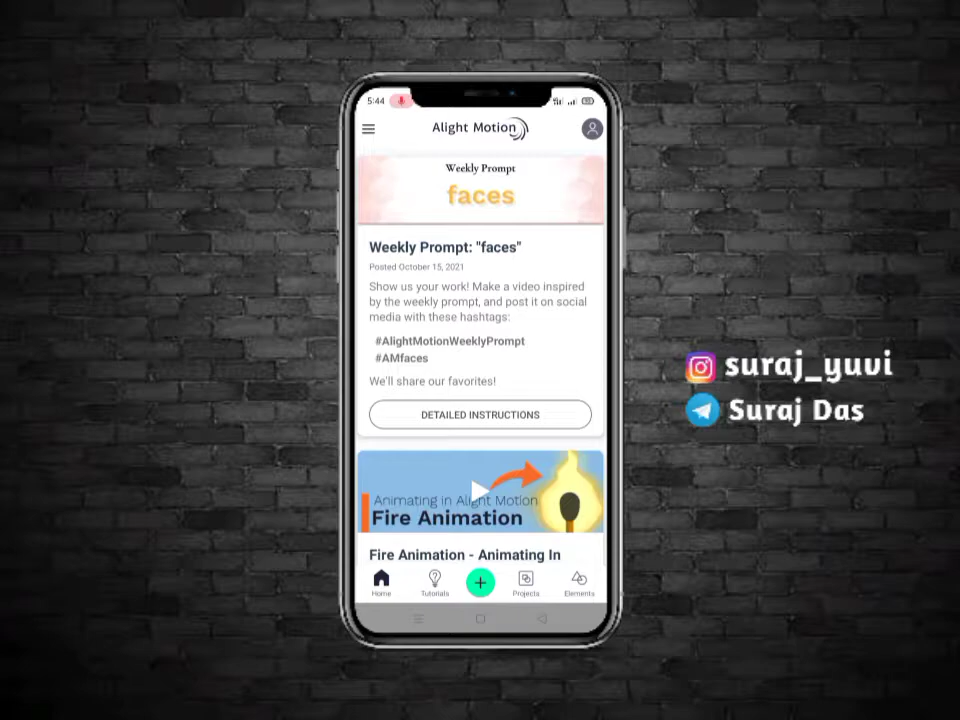 5:44
Alight Motion
Weekly Prompt
faces
Weekly Prompt: "faces"
Posted October 15, 2021
Show us your work! Make a video inspired
by the weekly prompt, and post it on social
media with these hashtags:
#AlightMotionWeeklyPrompt
#AMfaces
We'll share our favorites!
DETAILED INSTRUCTIONS
Animating in Alight Motion
Fire Animation
Fire Animation - Animating In
Home
Tutorials
Projects
Elements
suraj_yuvi
Suraj Das